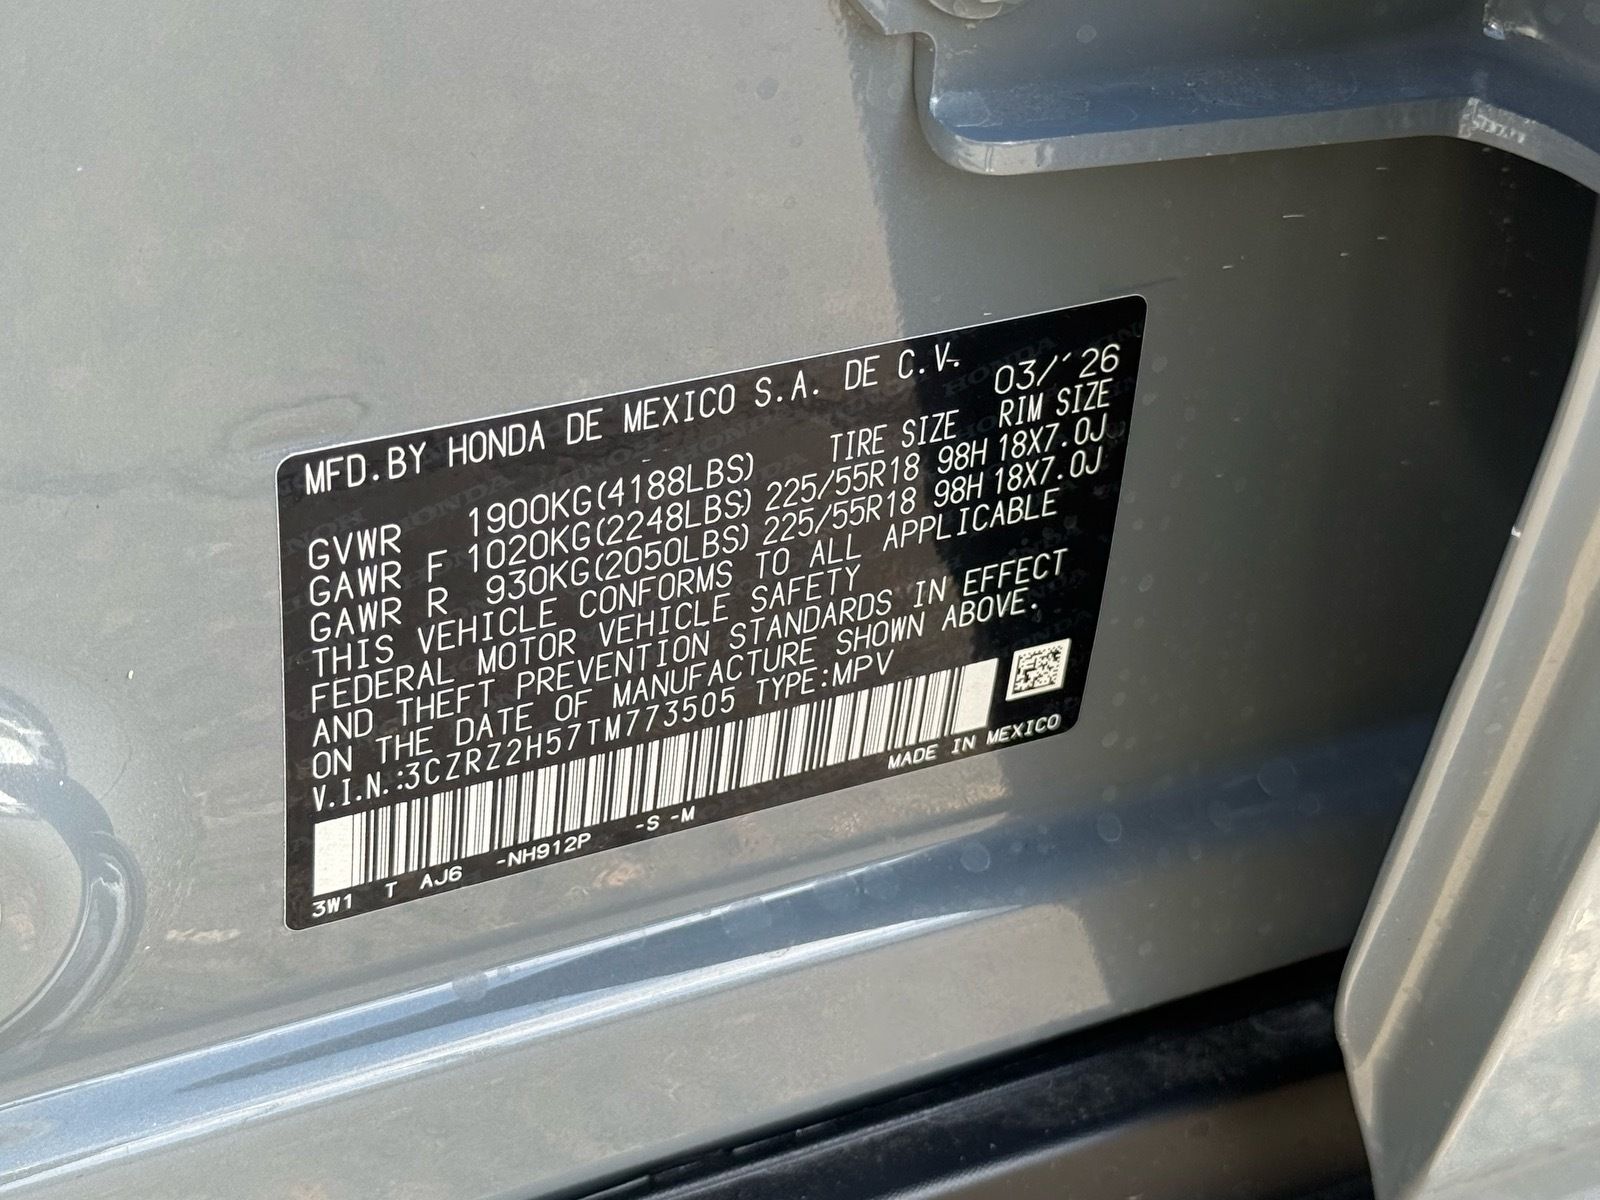 MFD.BY HONDA DE MEXICO S.A. DE C.V. 03/´26
TIRE SIZE RIM SIZE
GVWR 1900KG(4188LBS)
GAWR F 1020KG(2248LBS) 225/55R18 98H 18X7.0J
GAWR R 930KG(2050LBS) 225/55R18 98H 18X7.0J
THIS VEHICLE CONFORMS TO ALL APPLICABLE
FEDERAL MOTOR VEHICLE SAFETY
AND THEFT PREVENTION STANDARDS IN EFFECT
ON THE DATE OF MANUFACTURE SHOWN ABOVE.
V.I.N.:3CZRZ2H57TM773505 TYPE:MPV
MADE IN MEXICO
3W1 T AJ6 -NH912P -S -M